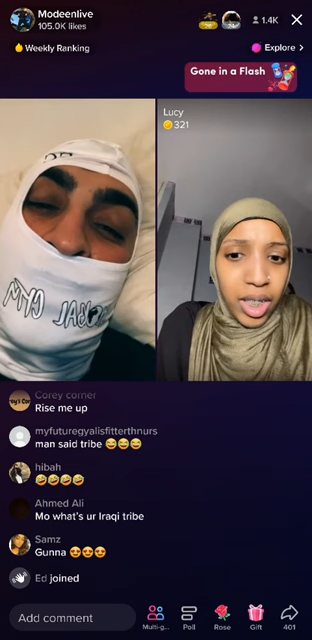 Modeenlive
105.0K likes
1.4K
Weekly Ranking
Explore >
Gone in a Flash
Lucy
321
Corey corner
Rise me up
myfuturegyalisfitterthnurs
man said tribe 😂😂😂
hibah
🤣🤣🤣🤣
Ahmed Ali
Mo what's ur Iraqi tribe
Samz
Gunna 😍😍😍
Ed joined
Add comment
Multi-g...
Poll
Rose
Gift
401